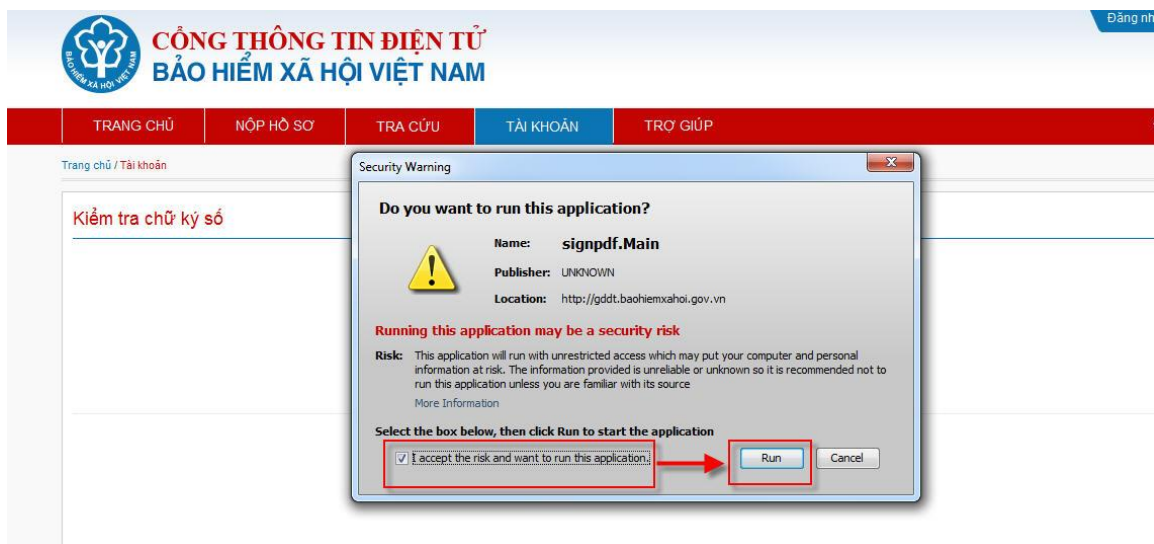 Đăng nh
BẢO HIỂM XÃ HỘI VIỆT NAM
CỔNG THÔNG TIN ĐIỆN TỬ
BẢO HIỂM XÃ HỘI VIỆT NAM
TRANG CHỦ NỘP HỒ SƠ TRA CỨU TÀI KHOẢN TRỢ GIÚP
Trang chủ / Tài khoản
Kiểm tra chữ ký số
Security Warning
Do you want to run this application?
Name: signpdf.Main
Publisher: UNKNOWN
Location: http://gddt.baohiemxahoi.gov.vn
Running this application may be a security risk
Risk: This application will run with unrestricted access which may put your computer and personal
information at risk. The information provided is unreliable or unknown so it is recommended not to
run this application unless you are familiar with its source
More Information
Select the box below, then click Run to start the application
I accept the risk and want to run this application.
Run Cancel